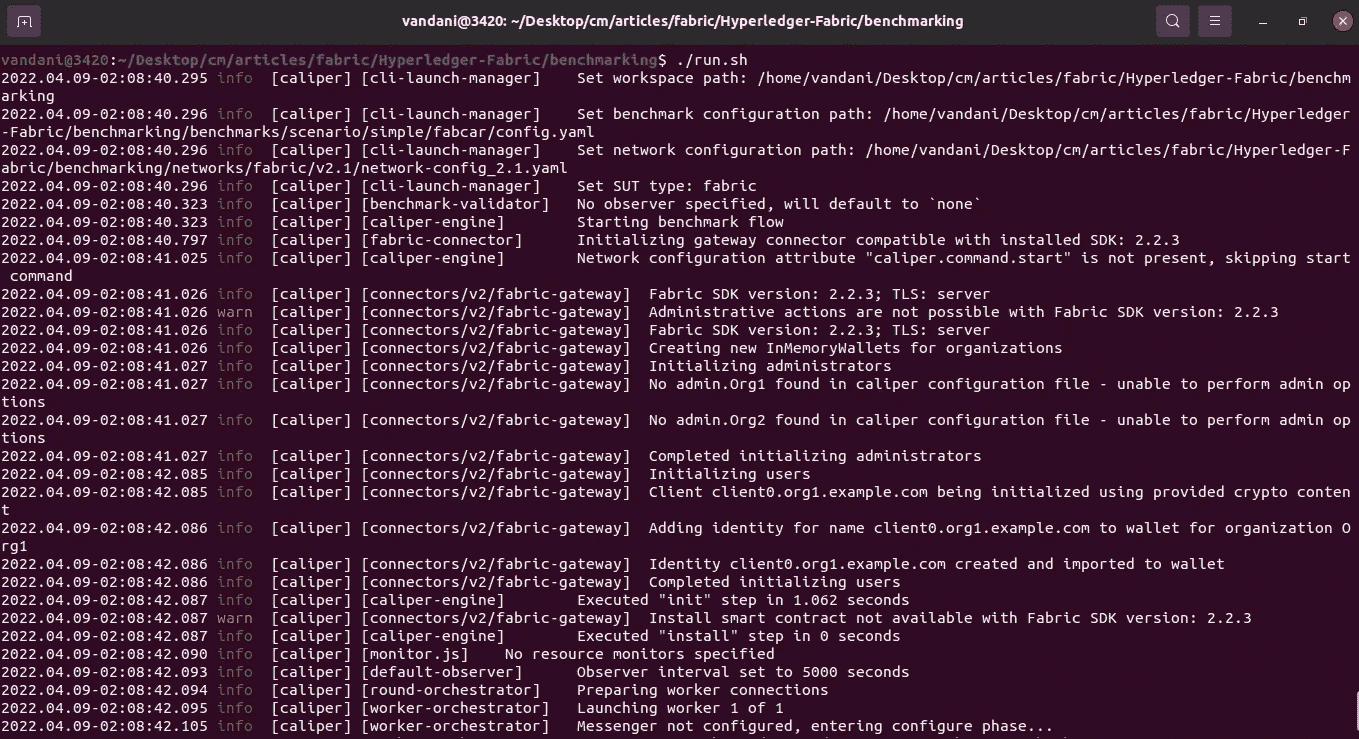 vandani@3420: ~/Desktop/cm/articles/fabric/Hyperledger-Fabric/benchmarking
vandani@3420:~/Desktop/cm/articles/fabric/Hyperledger-Fabric/benchmarking$ ./run.sh
2022.04.09-02:08:40.295 info  [caliper] [cli-launch-manager]    Set workspace path: /home/vandani/Desktop/cm/articles/fabric/Hyperledger-Fabric/benchm
arking
2022.04.09-02:08:40.296 info  [caliper] [cli-launch-manager]    Set benchmark configuration path: /home/vandani/Desktop/cm/articles/fabric/Hyperledger
-Fabric/benchmarking/benchmarks/scenario/simple/fabcar/config.yaml
2022.04.09-02:08:40.296 info  [caliper] [cli-launch-manager]    Set network configuration path: /home/vandani/Desktop/cm/articles/fabric/Hyperledger-F
abric/benchmarking/networks/fabric/v2.1/network-config_2.1.yaml
2022.04.09-02:08:40.296 info  [caliper] [cli-launch-manager]    Set SUT type: fabric
2022.04.09-02:08:40.323 info  [caliper] [benchmark-validator]   No observer specified, will default to `none`
2022.04.09-02:08:40.323 info  [caliper] [caliper-engine]        Starting benchmark flow
2022.04.09-02:08:40.797 info  [caliper] [fabric-connector]      Initializing gateway connector compatible with installed SDK: 2.2.3
2022.04.09-02:08:41.025 info  [caliper] [caliper-engine]        Network configuration attribute "caliper.command.start" is not present, skipping start
 command
2022.04.09-02:08:41.026 info  [caliper] [connectors/v2/fabric-gateway]  Fabric SDK version: 2.2.3; TLS: server
2022.04.09-02:08:41.026 warn  [caliper] [connectors/v2/fabric-gateway]  Administrative actions are not possible with Fabric SDK version: 2.2.3
2022.04.09-02:08:41.026 info  [caliper] [connectors/v2/fabric-gateway]  Fabric SDK version: 2.2.3; TLS: server
2022.04.09-02:08:41.026 info  [caliper] [connectors/v2/fabric-gateway]  Creating new InMemoryWallets for organizations
2022.04.09-02:08:41.027 info  [caliper] [connectors/v2/fabric-gateway]  Initializing administrators
2022.04.09-02:08:41.027 info  [caliper] [connectors/v2/fabric-gateway]  No admin.Org1 found in caliper configuration file - unable to perform admin op
tions
2022.04.09-02:08:41.027 info  [caliper] [connectors/v2/fabric-gateway]  No admin.Org2 found in caliper configuration file - unable to perform admin op
tions
2022.04.09-02:08:41.027 info  [caliper] [connectors/v2/fabric-gateway]  Completed initializing administrators
2022.04.09-02:08:42.085 info  [caliper] [connectors/v2/fabric-gateway]  Initializing users
2022.04.09-02:08:42.085 info  [caliper] [connectors/v2/fabric-gateway]  Client client0.org1.example.com being initialized using provided crypto conten
t
2022.04.09-02:08:42.086 info  [caliper] [connectors/v2/fabric-gateway]  Adding identity for name client0.org1.example.com to wallet for organization O
rg1
2022.04.09-02:08:42.086 info  [caliper] [connectors/v2/fabric-gateway]  Identity client0.org1.example.com created and imported to wallet
2022.04.09-02:08:42.086 info  [caliper] [connectors/v2/fabric-gateway]  Completed initializing users
2022.04.09-02:08:42.087 info  [caliper] [caliper-engine]        Executed "init" step in 1.062 seconds
2022.04.09-02:08:42.087 warn  [caliper] [connectors/v2/fabric-gateway]  Install smart contract not available with Fabric SDK version: 2.2.3
2022.04.09-02:08:42.087 info  [caliper] [caliper-engine]        Executed "install" step in 0 seconds
2022.04.09-02:08:42.090 info  [caliper] [monitor.js]    No resource monitors specified
2022.04.09-02:08:42.093 info  [caliper] [default-observer]      Observer interval set to 5000 seconds
2022.04.09-02:08:42.094 info  [caliper] [round-orchestrator]    Preparing worker connections
2022.04.09-02:08:42.095 info  [caliper] [worker-orchestrator]   Launching worker 1 of 1
2022.04.09-02:08:42.105 info  [caliper] [worker-orchestrator]   Messenger not configured, entering configure phase...